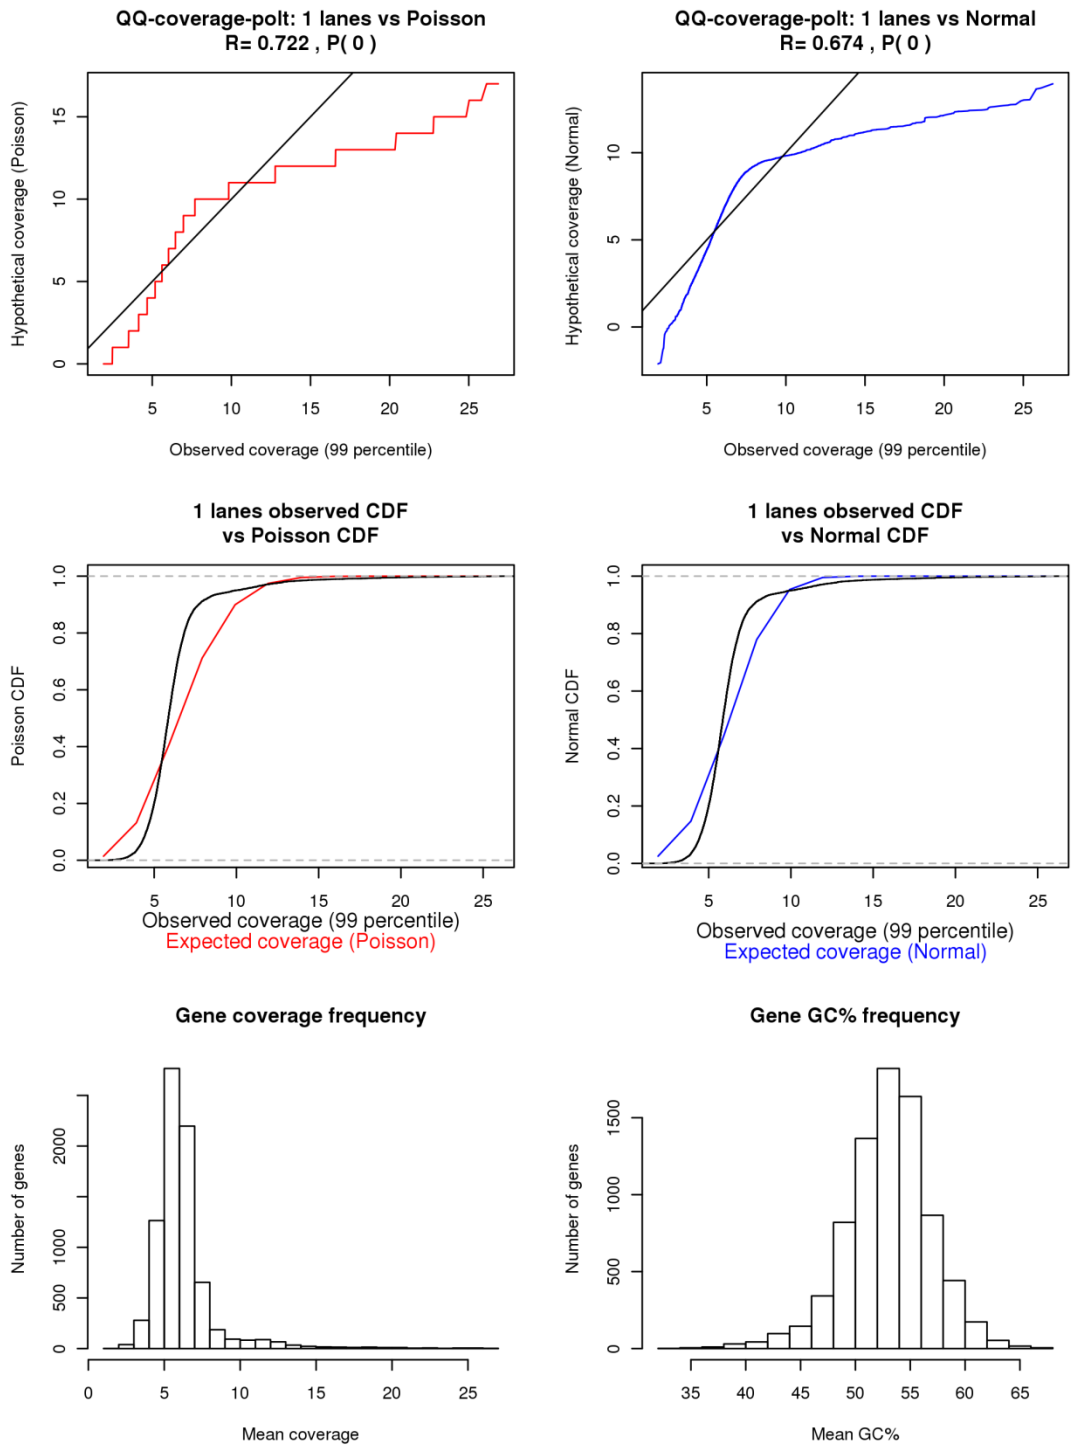 QQ-coverage-polt: 1 lanes vs Poisson
R= 0.722 , P( 0 )
Hypothetical coverage (Poisson)
15
10
5
0
5 10 15 20 25
Observed coverage (99 percentile)
QQ-coverage-polt: 1 lanes vs Normal
R= 0.674 , P( 0 )
Hypothetical coverage (Normal)
10
5
0
5 10 15 20 25
Observed coverage (99 percentile)
1 lanes observed CDF
vs Poisson CDF
Poisson CDF
1.0
0.8
0.6
0.4
0.2
0.0
5 10 15 20 25
Observed coverage (99 percentile)
Expected coverage (Poisson)
1 lanes observed CDF
vs Normal CDF
Normal CDF
1.0
0.8
0.6
0.4
0.2
0.0
5 10 15 20 25
Observed coverage (99 percentile)
Expected coverage (Normal)
Gene coverage frequency
Number of genes
2000
1000
500
0
0 5 10 15 20 25
Mean coverage
Gene GC% frequency
Number of genes
1500
1000
500
0
35 40 45 50 55 60 65
Mean GC%